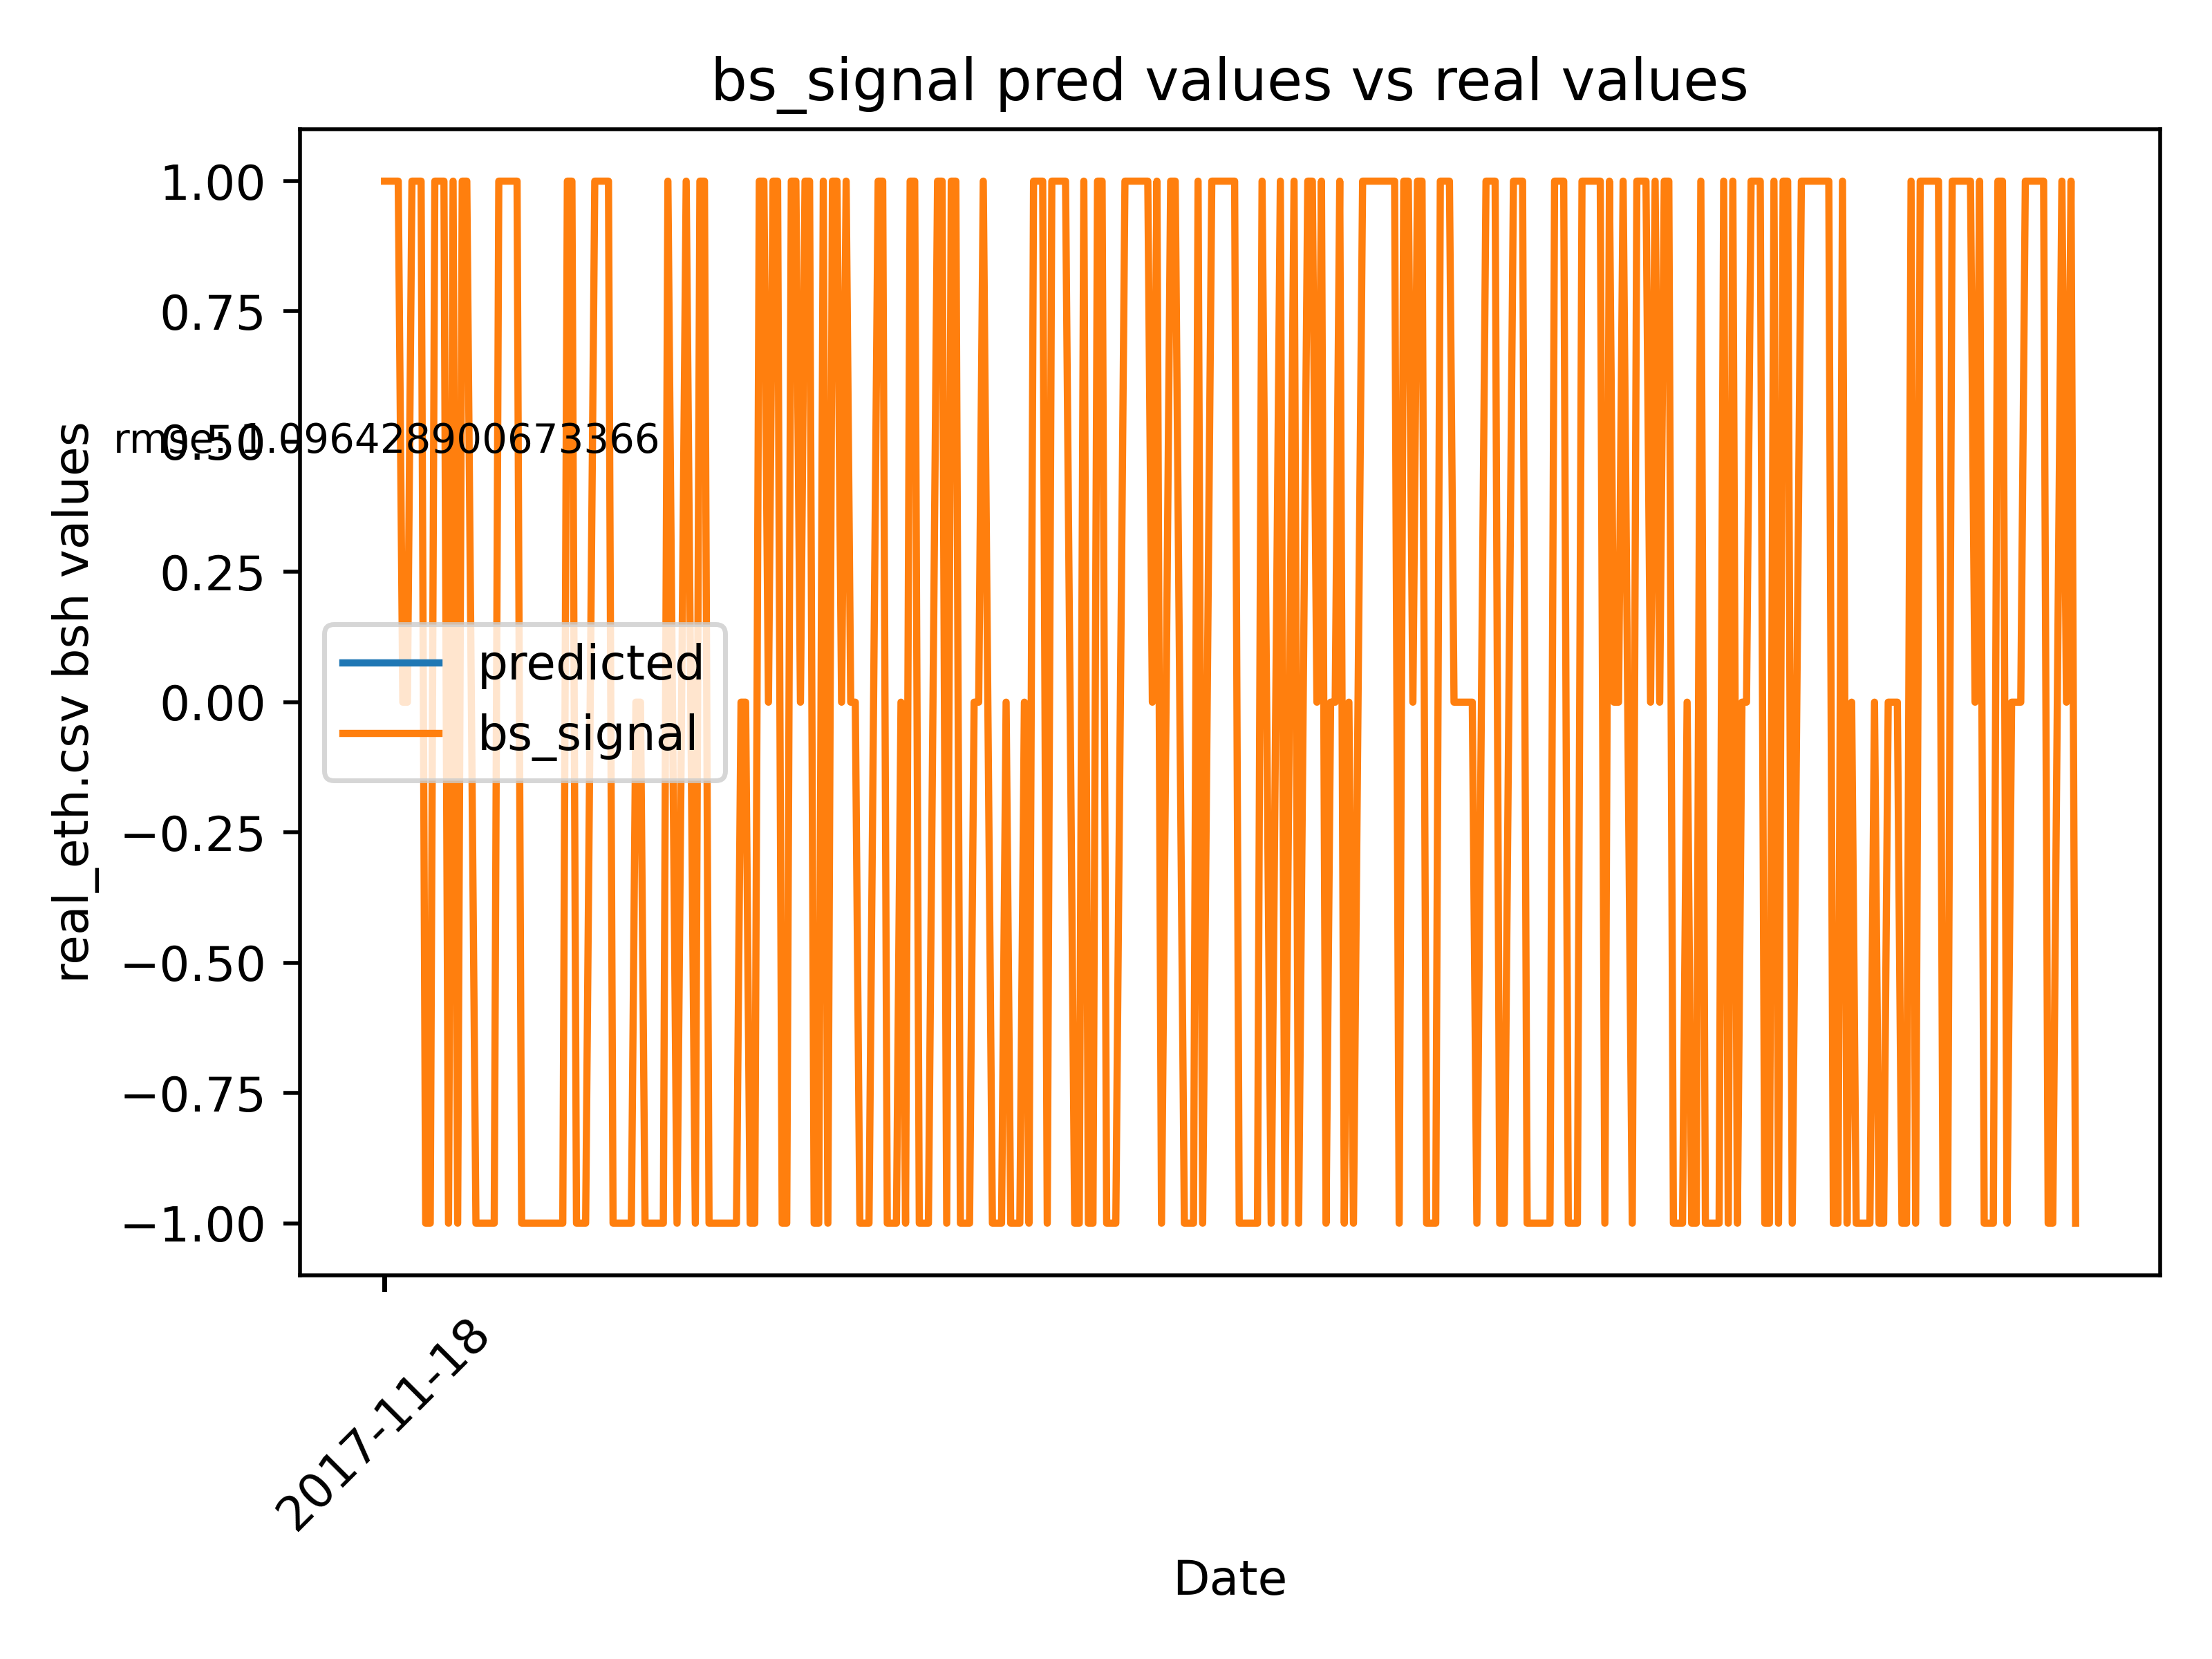 bs_signal pred values vs real values
real_eth.csv bsh values
1.00
0.75
0.50
rmse: 1.096428900673366
0.25
0.00
−0.25
−0.50
−0.75
−1.00
predicted
bs_signal
2017-11-18
Date